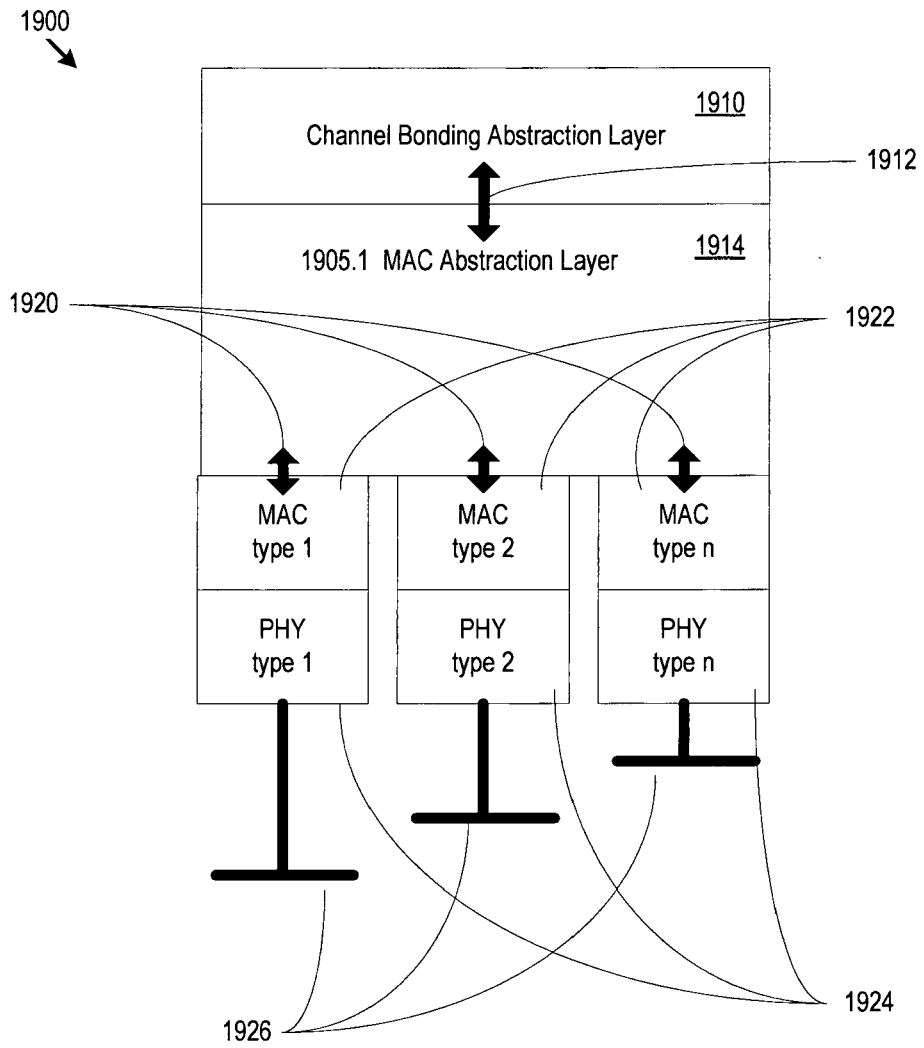 1900
1910
Channel Bonding Abstraction Layer
1912
1914
1905.1 MAC Abstraction Layer
1920
1922
MAC
type 1
MAC
type 2
MAC
type n
PHY
type 1
PHY
type 2
PHY
type n
1924
1926